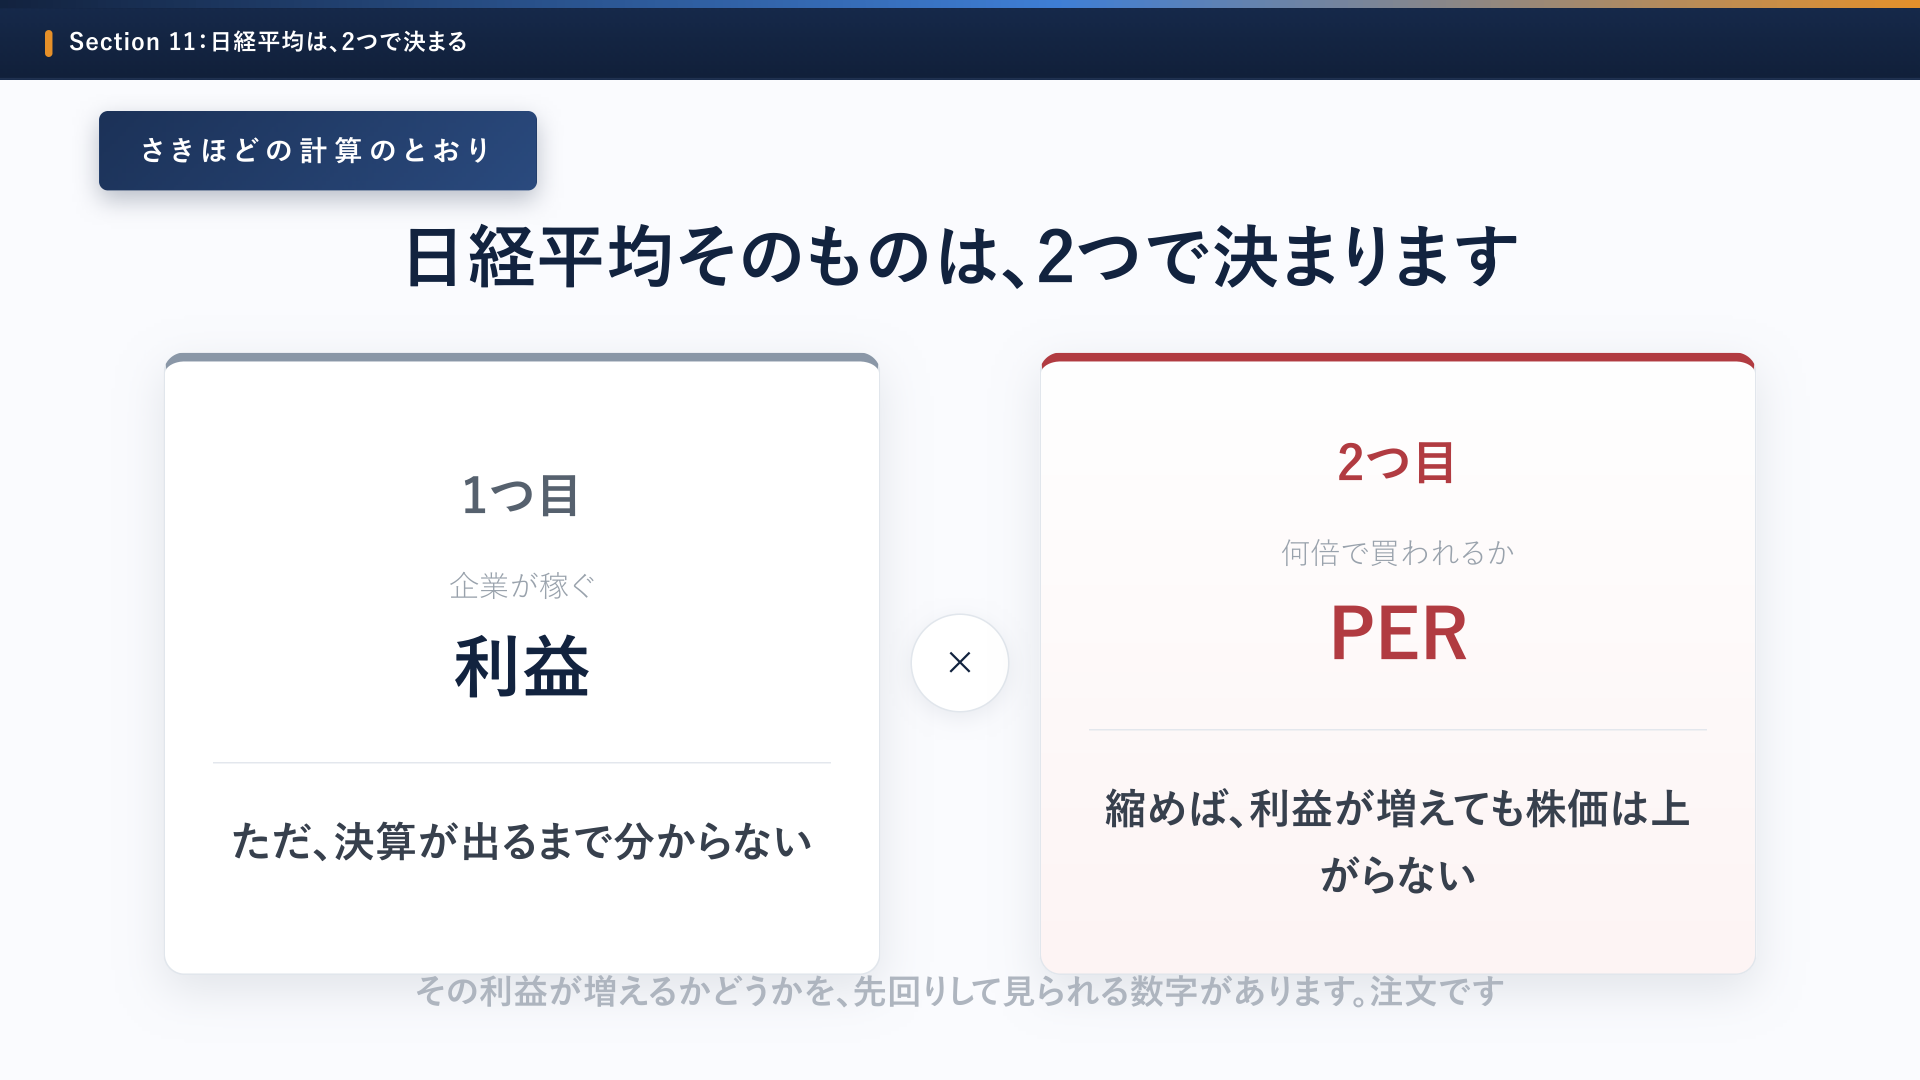 Section 11：日経平均は、2つで決まる
さきほどの計算のとおり
日経平均そのものは、2つで決まります
1つ目
企業が稼ぐ
利益
ただ、決算が出るまで分からない
×
2つ目
何倍で買われるか
PER
縮めば、利益が増えても株価は上
がらない
その利益が増えるかどうかを、先回りして見られる数字があります。注文です